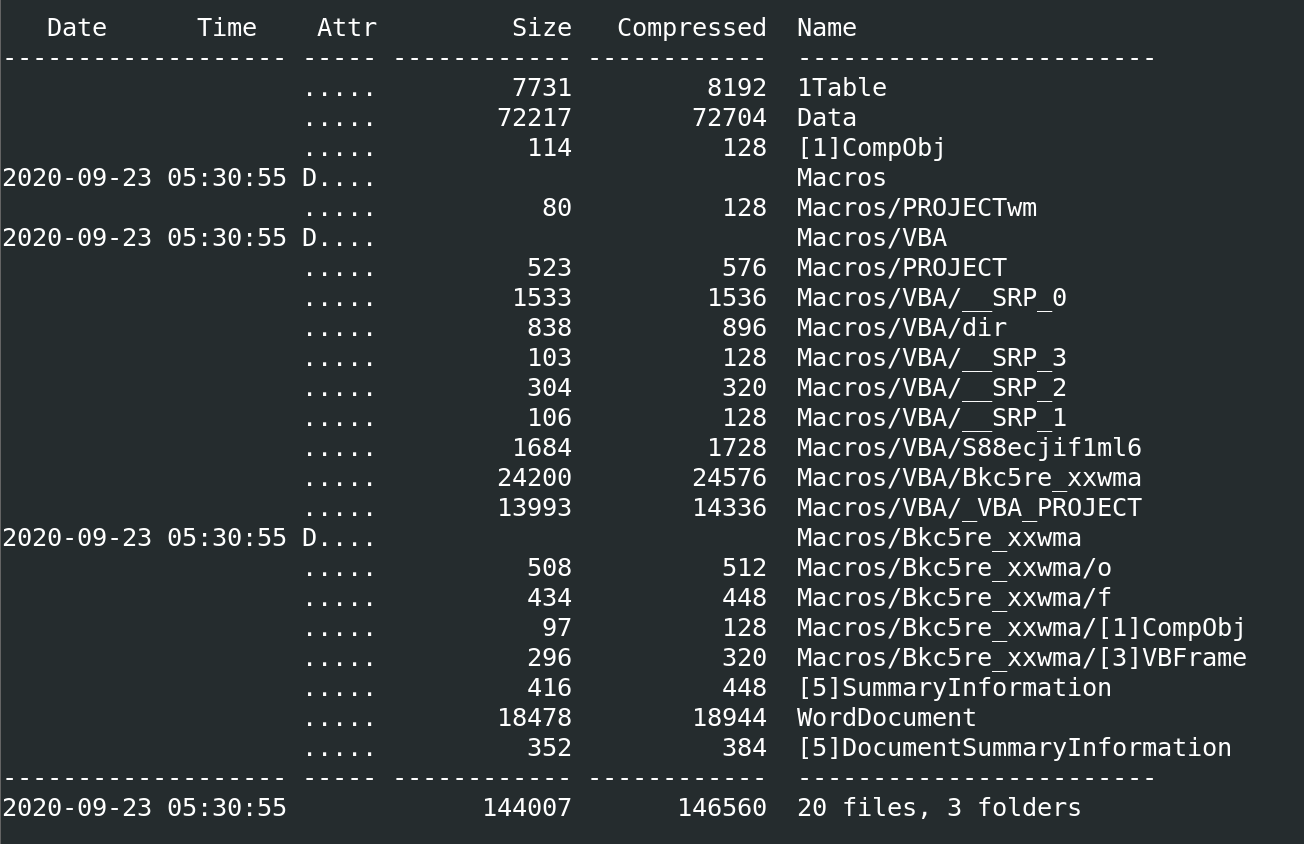 Date      Time    Attr         Size   Compressed  Name
------------------- ----- ------------ ------------  ------------------------
                    .....         7731         8192  1Table
                    .....        72217        72704  Data
                    .....          114          128  [1]CompObj
2020-09-23 05:30:55 D....                            Macros
                    .....           80          128  Macros/PROJECTwm
2020-09-23 05:30:55 D....                            Macros/VBA
                    .....          523          576  Macros/PROJECT
                    .....         1533         1536  Macros/VBA/__SRP_0
                    .....          838          896  Macros/VBA/dir
                    .....          103          128  Macros/VBA/__SRP_3
                    .....          304          320  Macros/VBA/__SRP_2
                    .....          106          128  Macros/VBA/__SRP_1
                    .....         1684         1728  Macros/VBA/S88ecjif1ml6
                    .....        24200        24576  Macros/VBA/Bkc5re_xxwma
                    .....        13993        14336  Macros/VBA/_VBA_PROJECT
2020-09-23 05:30:55 D....                            Macros/Bkc5re_xxwma
                    .....          508          512  Macros/Bkc5re_xxwma/o
                    .....          434          448  Macros/Bkc5re_xxwma/f
                    .....           97          128  Macros/Bkc5re_xxwma/[1]CompObj
                    .....          296          320  Macros/Bkc5re_xxwma/[3]VBFrame
                    .....          416          448  [5]SummaryInformation
                    .....        18478        18944  WordDocument
                    .....          352          384  [5]DocumentSummaryInformation
------------------- ----- ------------ ------------  ------------------------
2020-09-23 05:30:55             144007       146560  20 files, 3 folders